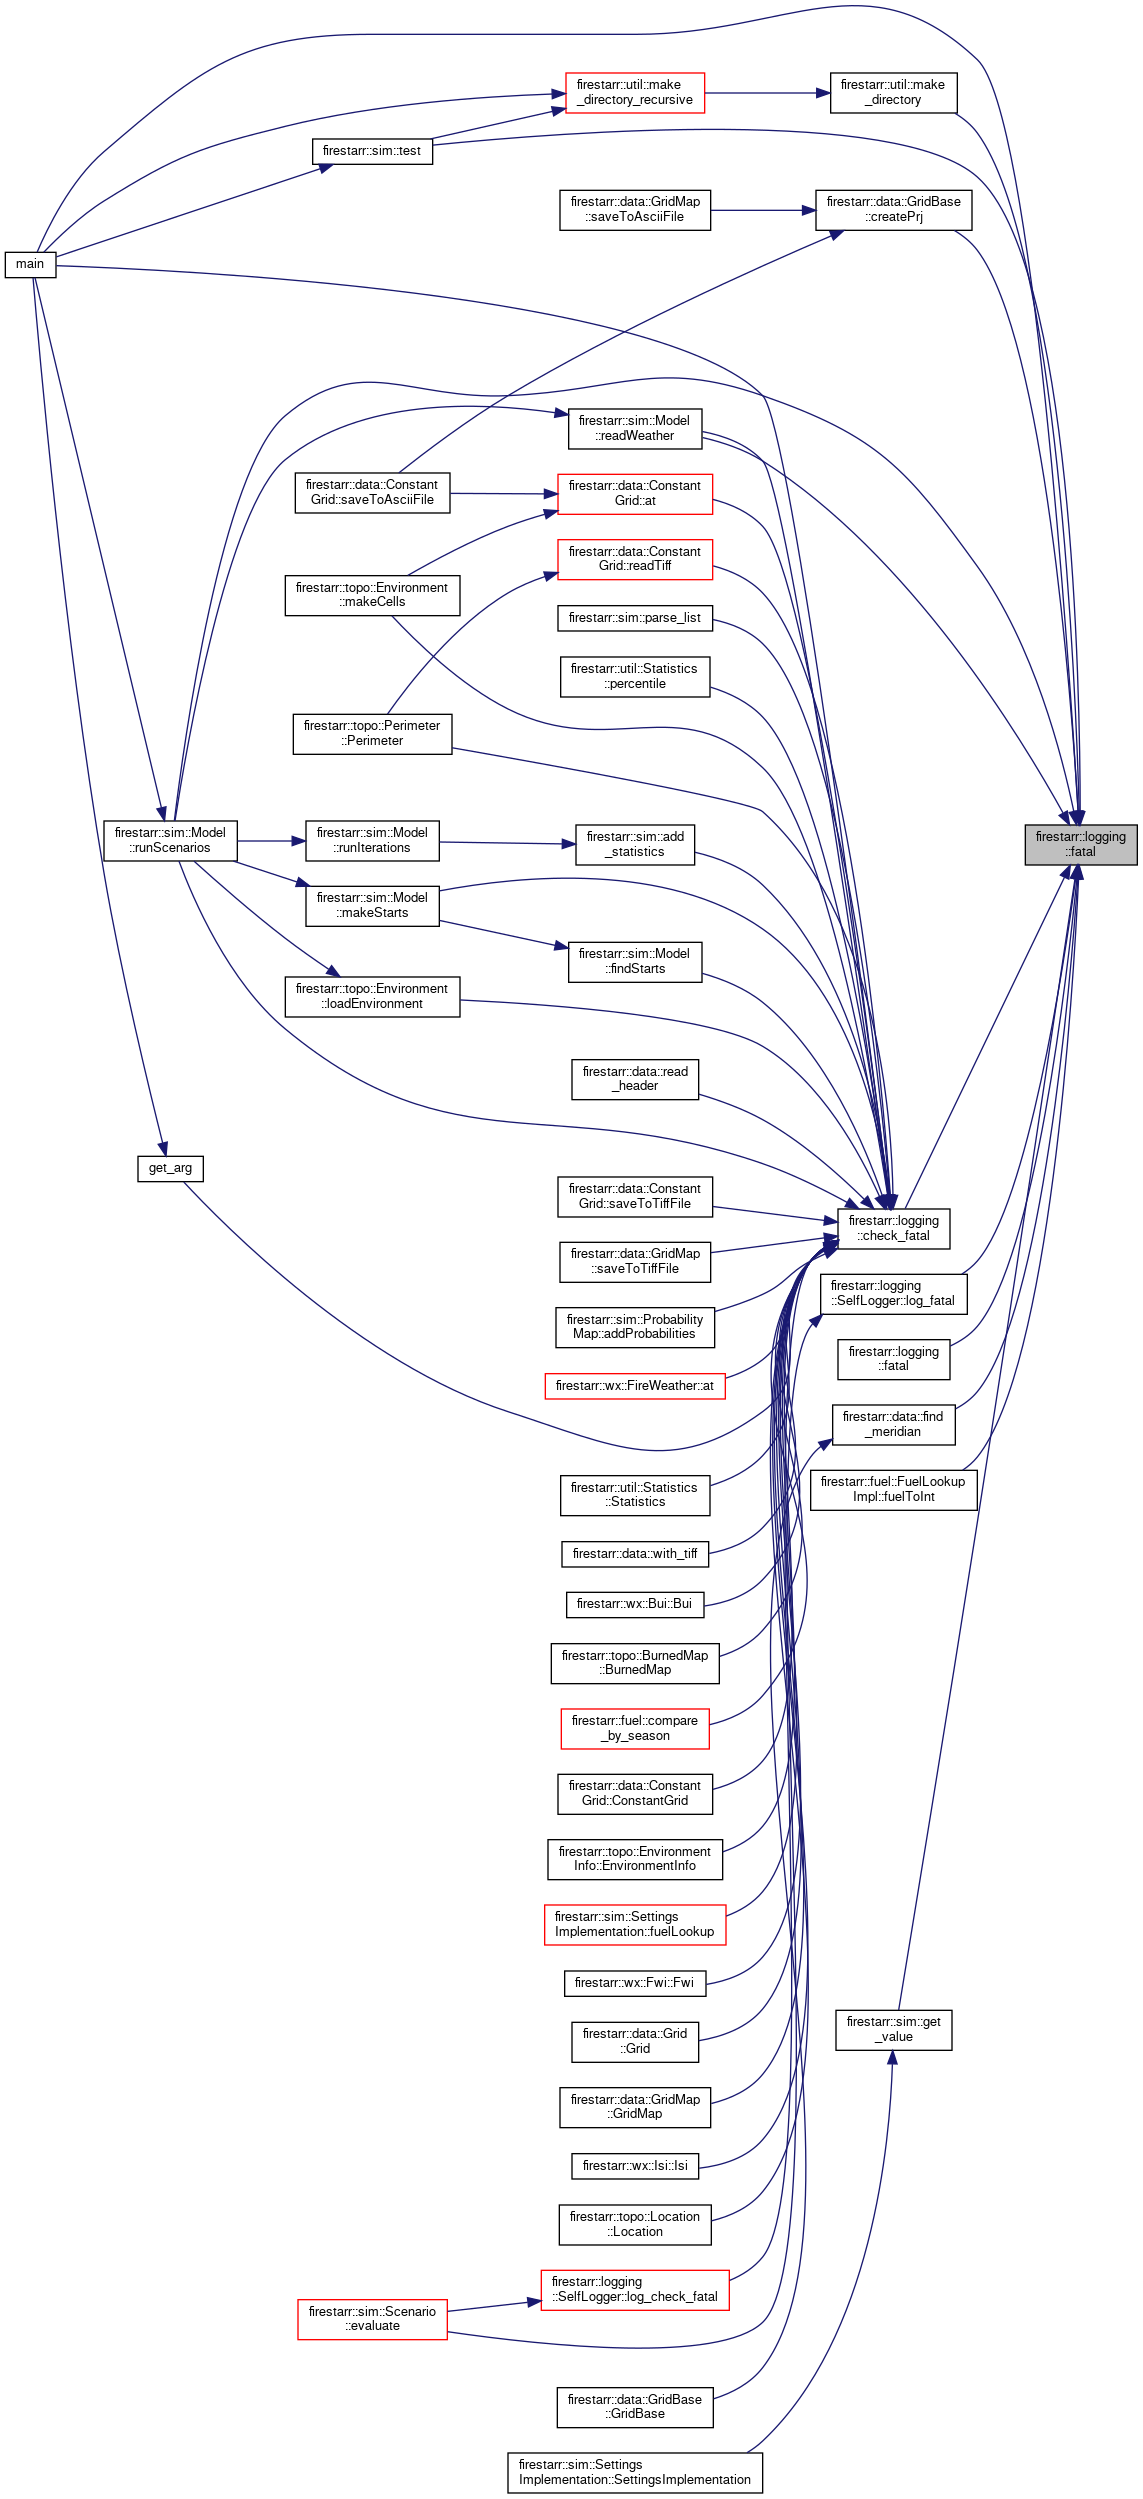 firestarr::util::make
_directory_recursive
firestarr::util::make
_directory
firestarr::sim::test
firestarr::data::GridMap
::saveToAsciiFile
firestarr::data::GridBase
::createPrj
main
firestarr::sim::Model
::readWeather
firestarr::data::Constant
Grid::saveToAsciiFile
firestarr::data::Constant
Grid::at
firestarr::data::Constant
Grid::readTiff
firestarr::topo::Environment
::makeCells
firestarr::sim::parse_list
firestarr::util::Statistics
::percentile
firestarr::topo::Perimeter
::Perimeter
firestarr::sim::Model
::runScenarios
firestarr::sim::Model
::runIterations
firestarr::sim::add
_statistics
firestarr::logging
::fatal
firestarr::sim::Model
::makeStarts
firestarr::sim::Model
::findStarts
firestarr::topo::Environment
::loadEnvironment
firestarr::data::read
_header
get_arg
firestarr::data::Constant
Grid::saveToTiffFile
firestarr::logging
::check_fatal
firestarr::data::GridMap
::saveToTiffFile
firestarr::logging
::SelfLogger::log_fatal
firestarr::sim::Probability
Map::addProbabilities
firestarr::logging
::fatal
firestarr::wx::FireWeather::at
firestarr::data::find
_meridian
firestarr::util::Statistics
::Statistics
firestarr::fuel::FuelLookup
Impl::fuelToInt
firestarr::data::with_tiff
firestarr::wx::Bui::Bui
firestarr::topo::BurnedMap
::BurnedMap
firestarr::fuel::compare
_by_season
firestarr::data::Constant
Grid::ConstantGrid
firestarr::topo::Environment
Info::EnvironmentInfo
firestarr::sim::Settings
Implementation::fuelLookup
firestarr::wx::Fwi::Fwi
firestarr::sim::get
_value
firestarr::data::Grid
::Grid
firestarr::data::GridMap
::GridMap
firestarr::wx::Isi::Isi
firestarr::topo::Location
::Location
firestarr::logging
::SelfLogger::log_check_fatal
firestarr::sim::Scenario
::evaluate
firestarr::data::GridBase
::GridBase
firestarr::sim::Settings
Implementation::SettingsImplementation